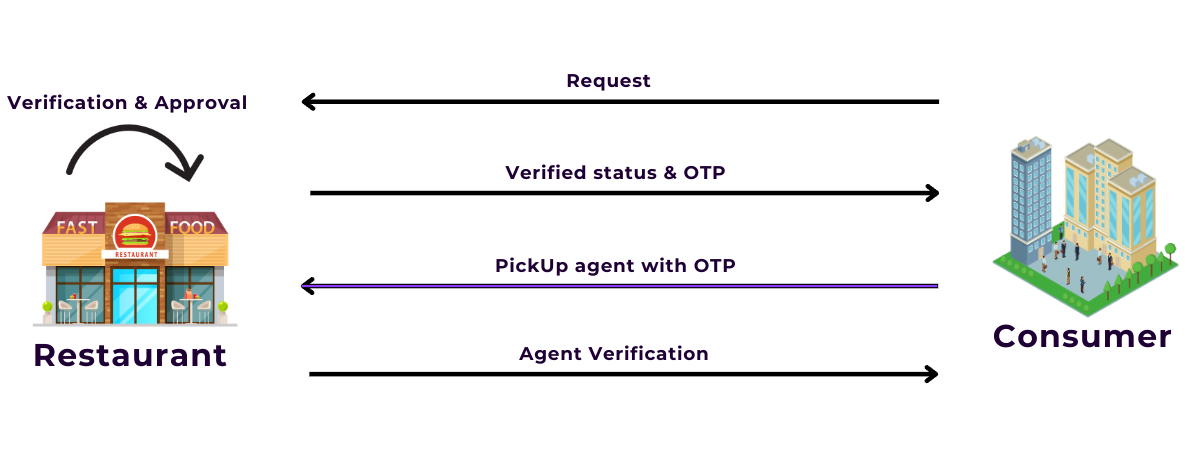 Request
Verification & Approval
Verified status & OTP
FAST FOOD
RESTAURANT
PickUp agent with OTP
Restaurant
Consumer
Agent Verification